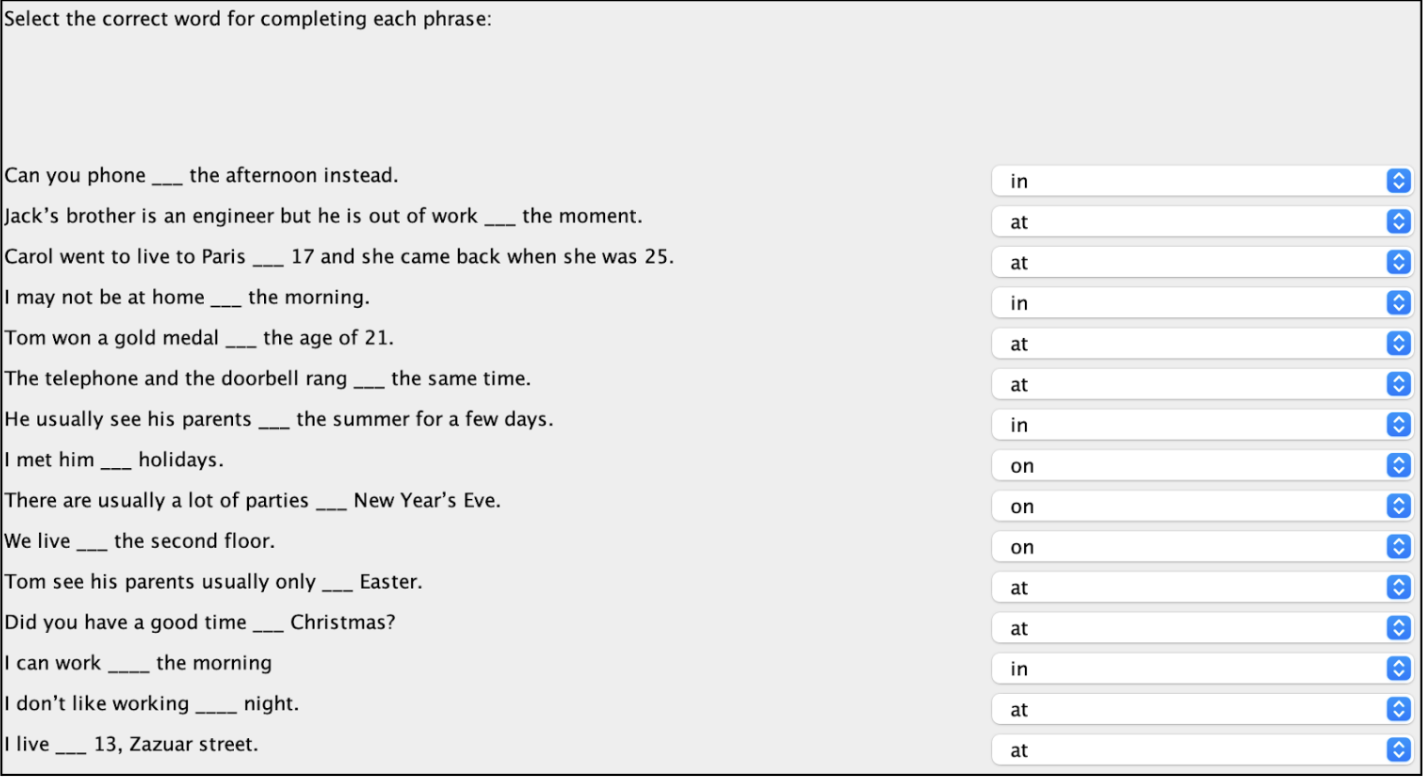 Select the correct word for completing each phrase:
Can you phone ___ the afternoon instead. in
Jack’s brother is an engineer but he is out of work ___ the moment. at
Carol went to live to Paris ___ 17 and she came back when she was 25. at
I may not be at home ___ the morning. in
Tom won a gold medal ___ the age of 21. at
The telephone and the doorbell rang ___ the same time. at
He usually see his parents ___ the summer for a few days. in
I met him ___ holidays. on
There are usually a lot of parties ___ New Year’s Eve. on
We live ___ the second floor. on
Tom see his parents usually only ___ Easter. at
Did you have a good time ___ Christmas? at
I can work ____ the morning in
I don’t like working ____ night. at
I live ___ 13, Zazuar street. at